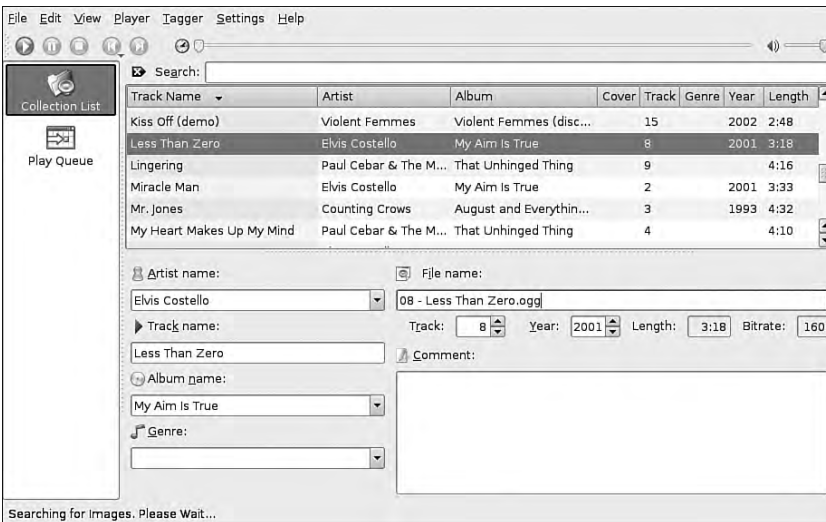 File Edit View Player Tagger Settings Help
Search:
Collection List
Play Queue
Track Name Artist Album Cover Track Genre Year Length
Kiss Off (demo) Violent Femmes Violent Femmes (disc... 15 2002 2:48
Less Than Zero Elvis Costello My Aim Is True 8 2001 3:18
Lingering Paul Cebar & The M... That Unhinged Thing 9 4:16
Miracle Man Elvis Costello My Aim Is True 2 2001 3:33
Mr. Jones Counting Crows August and Everythin... 3 1993 4:32
My Heart Makes Up My Mind Paul Cebar & The M... That Unhinged Thing 4 4:10
Artist name: File name:
Elvis Costello 08 - Less Than Zero.ogg
Track name: Track: 8 Year: 2001 Length: 3:18 Bitrate: 160
Less Than Zero Comment:
Album name:
My Aim Is True
Genre:
Searching for Images. Please Wait...